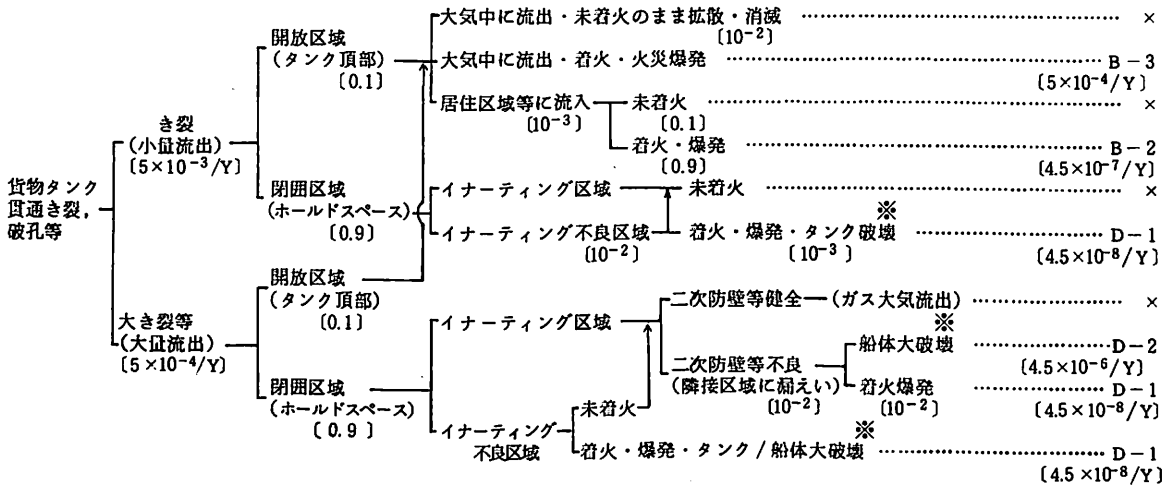 大気中に流出・未着火のまま拡散・消滅 ×
〔10⁻²〕
開放区域
(タンク頂部)
〔0.1〕
大気中に流出・着火・火災爆発 B-3
〔5×10⁻⁴/Y〕
居住区域等に流入 未着火 ×
〔10⁻³〕 〔0.1〕
き裂
(小量流出)
〔5×10⁻³/Y〕
着火・爆発 B-2
〔0.9〕 〔4.5×10⁻⁷/Y〕
貨物タンク
貫通き裂,
破孔等
閉囲区域
(ホールドスペース)
〔0.9〕
イナーティング区域 未着火 ×
※
イナーティング不良区域 着火・爆発・タンク破壊 D-1
〔10⁻²〕 〔10⁻³〕 〔4.5×10⁻⁸/Y〕
開放区域
(タンク頂部)
〔0.1〕
大き裂等
(大量流出)
〔5×10⁻⁴/Y〕
イナーティング区域 二次防壁等健全 (ガス大気流出) ×
※
船体大破壊 D-2
〔4.5×10⁻⁶/Y〕
二次防壁等不良
(隣接区域に漏えい) 着火爆発 D-1
〔10⁻²〕 〔10⁻²〕 〔4.5×10⁻⁸/Y〕
閉囲区域
(ホールドスペース)
〔0.9〕
未着火
※
イナーティング
不良区域
着火・爆発・タンク/船体大破壊 D-1
〔4.5×10⁻⁸/Y〕